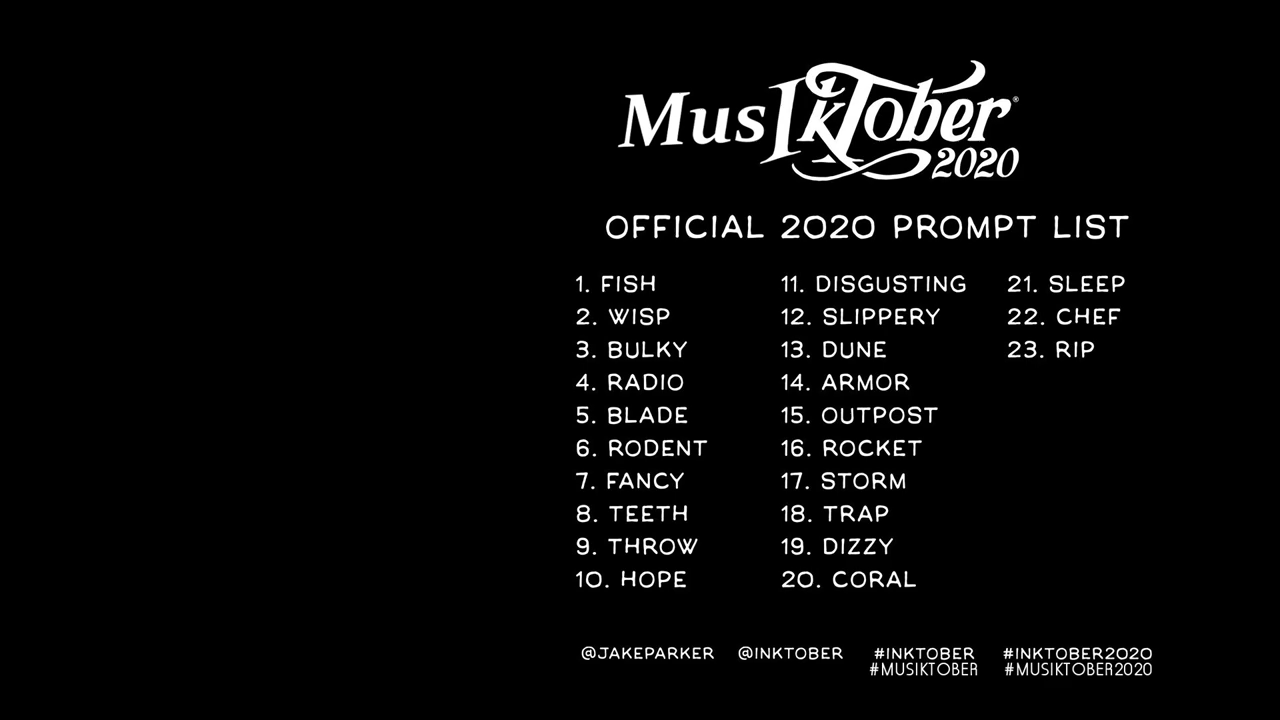 MusIkTober®
2020
OFFICIAL 2020 PROMPT LIST
1. FISH
2. WISP
3. BULKY
4. RADIO
5. BLADE
6. RODENT
7. FANCY
8. TEETH
9. THROW
10. HOPE
11. DISGUSTING
12. SLIPPERY
13. DUNE
14. ARMOR
15. OUTPOST
16. ROCKET
17. STORM
18. TRAP
19. DIZZY
20. CORAL
21. SLEEP
22. CHEF
23. RIP
@JAKEPARKER @INKTOBER #INKTOBER #INKTOBER2020
#MUSIKTOBER #MUSIKTOBER2020